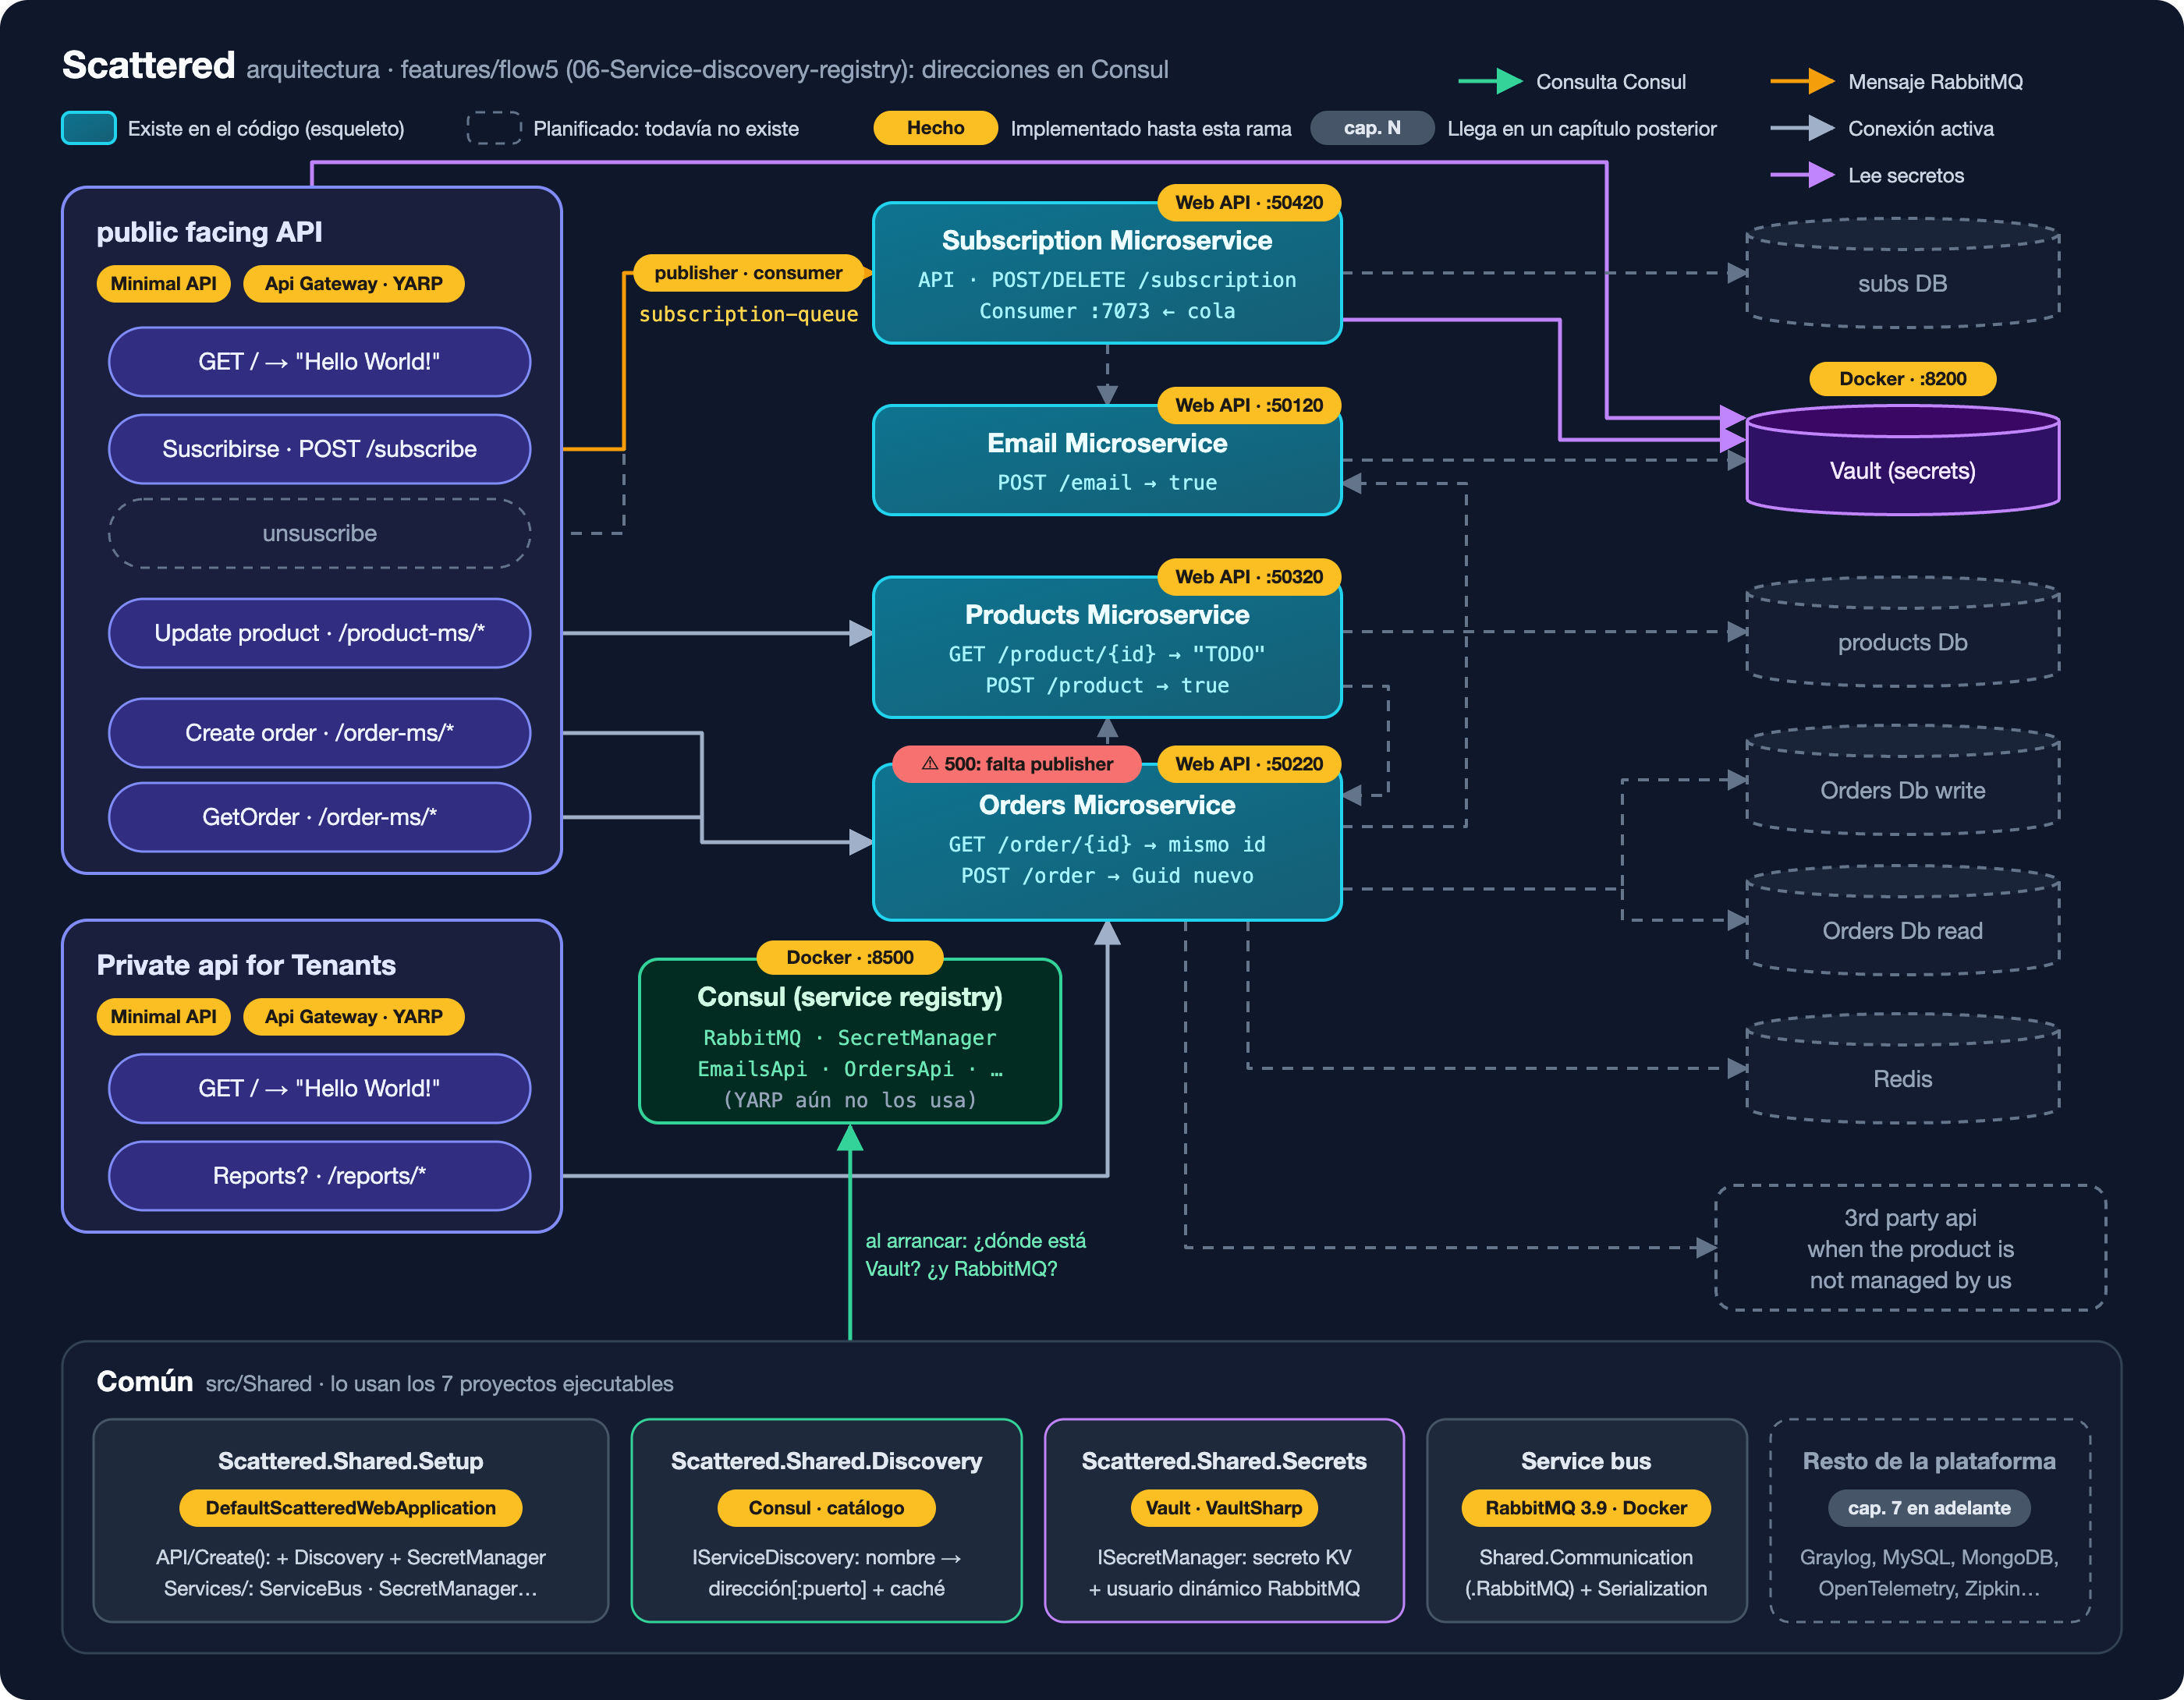 Scattered arquitectura · features/flow5 (06-Service-discovery-registry): direcciones en Consul
Consulta Consul
Mensaje RabbitMQ
Existe en el código (esqueleto)
Planificado: todavía no existe
Hecho
Implementado hasta esta rama
cap. N
Llega en un capítulo posterior
Conexión activa
Lee secretos
public facing API
Minimal API
Api Gateway · YARP
GET / → "Hello World!"
Suscribirse · POST /subscribe
unsuscribe
Update product · /product-ms/*
Create order · /order-ms/*
GetOrder · /order-ms/*
publisher · consumer
subscription-queue
Web API · :50420
Subscription Microservice
API · POST/DELETE /subscription
Consumer :7073 ← cola
Web API · :50120
Email Microservice
POST /email → true
Web API · :50320
Products Microservice
GET /product/{id} → "TODO"
POST /product → true
⚠ 500: falta publisher
Web API · :50220
Orders Microservice
GET /order/{id} → mismo id
POST /order → Guid nuevo
subs DB
Docker · :8200
Vault (secrets)
products Db
Orders Db write
Orders Db read
Redis
3rd party api
when the product is
not managed by us
Private api for Tenants
Minimal API
Api Gateway · YARP
GET / → "Hello World!"
Reports? · /reports/*
Docker · :8500
Consul (service registry)
RabbitMQ · SecretManager
EmailsApi · OrdersApi · …
(YARP aún no los usa)
al arrancar: ¿dónde está
Vault? ¿y RabbitMQ?
Común src/Shared · lo usan los 7 proyectos ejecutables
Scattered.Shared.Setup
DefaultScatteredWebApplication
API/Create(): + Discovery + SecretManager
Services/: ServiceBus · SecretManager…
Scattered.Shared.Discovery
Consul · catálogo
IServiceDiscovery: nombre →
dirección[:puerto] + caché
Scattered.Shared.Secrets
Vault · VaultSharp
ISecretManager: secreto KV
+ usuario dinámico RabbitMQ
Service bus
RabbitMQ 3.9 · Docker
Shared.Communication
(.RabbitMQ) + Serialization
Resto de la plataforma
cap. 7 en adelante
Graylog, MySQL, MongoDB,
OpenTelemetry, Zipkin…